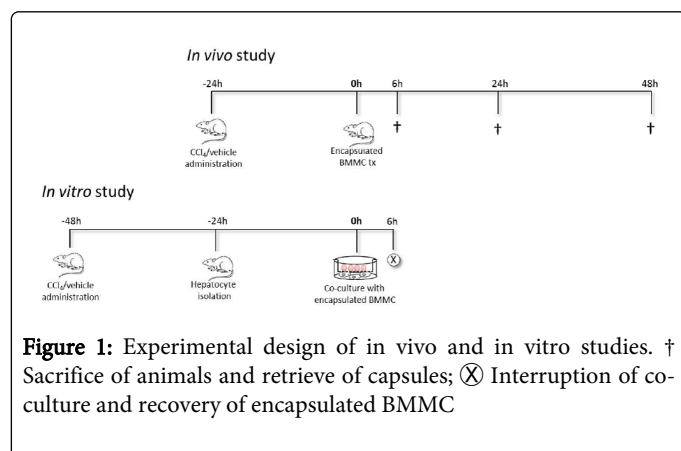 In vivo study
-24h 0h 6h 24h 48h
† † †
CCl₄/vehicle administration
Encapsulated BMMC tx
In vitro study
-48h -24h 0h 6h
Ⓧ
CCl₄/vehicle administration
Hepatocyte isolation
Co-culture with encapsulated BMMC
Figure 1: Experimental design of in vivo and in vitro studies. †
Sacrifice of animals and retrieve of capsules; Ⓧ Interruption of co-
culture and recovery of encapsulated BMMC